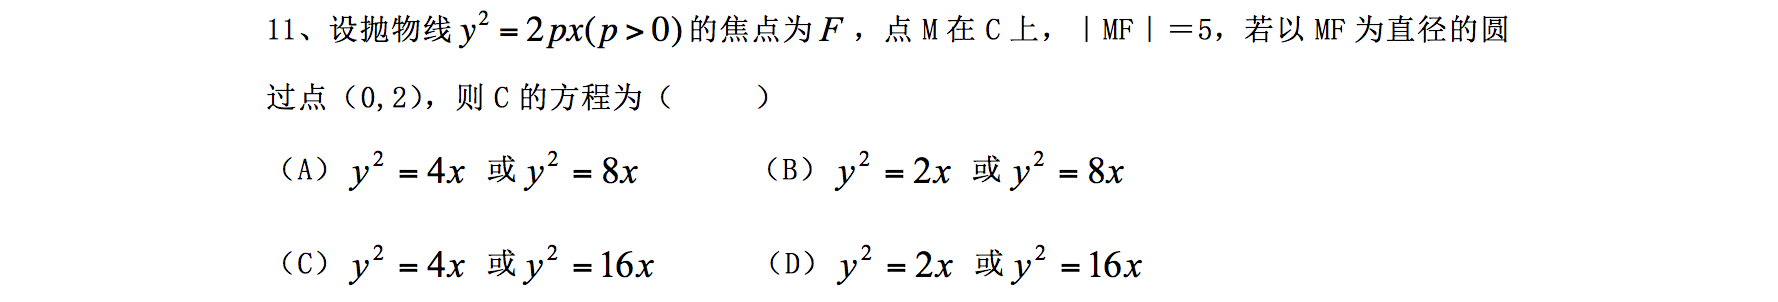 11、设抛物线 y² = 2px(p > 0) 的焦点为 F ，点 M 在 C 上，｜MF｜＝5，若以 MF 为直径的圆
过点（0,2），则 C 的方程为（　　）
（A） y² = 4x 或 y² = 8x （B） y² = 2x 或 y² = 8x
（C） y² = 4x 或 y² = 16x （D） y² = 2x 或 y² = 16x